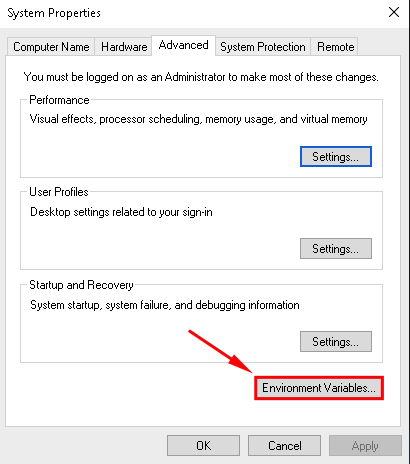 System Properties
Computer Name Hardware Advanced System Protection Remote
You must be logged on as an Administrator to make most of these changes.
Performance
Visual effects, processor scheduling, memory usage, and virtual memory
Settings...
User Profiles
Desktop settings related to your sign-in
Settings...
Startup and Recovery
System startup, system failure, and debugging information
Settings...
Environment Variables...
OK Cancel Apply